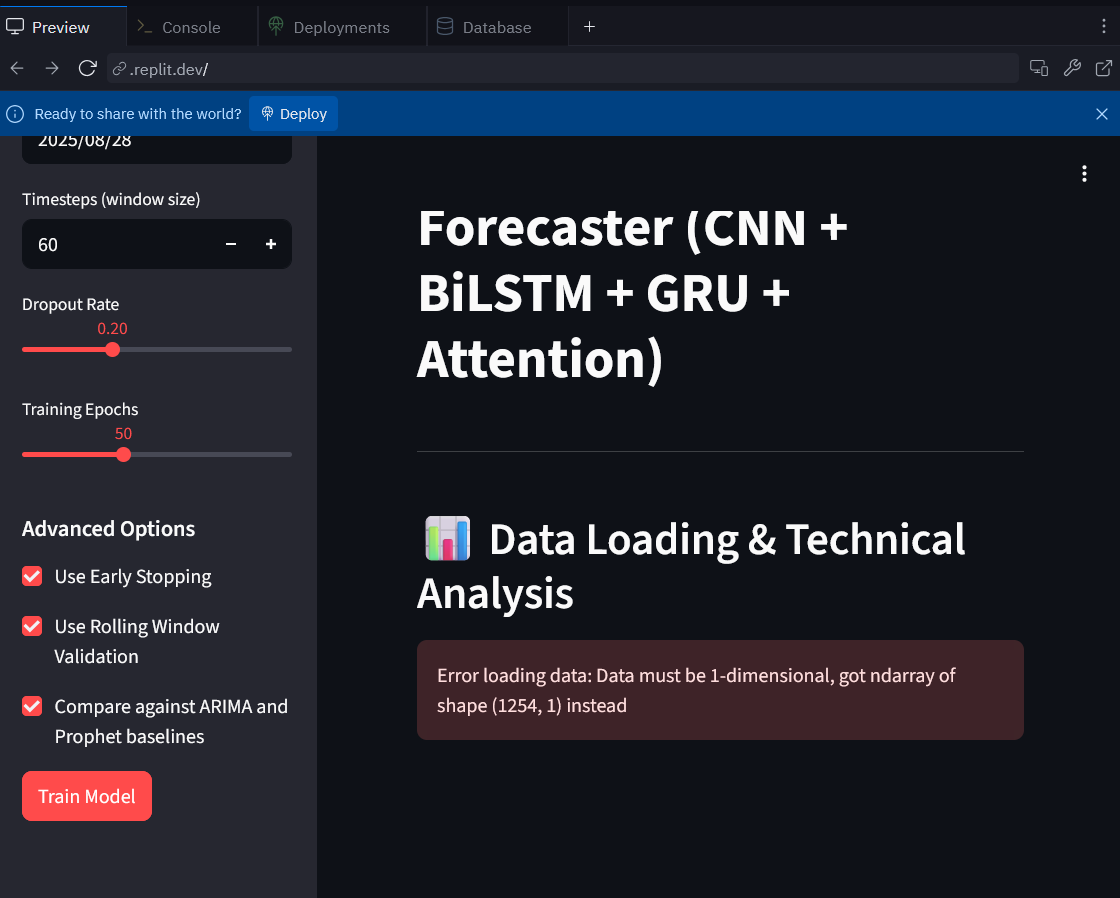 Preview
Console
Deployments
Database
.replit.dev/
Ready to share with the world?
Deploy
2025/08/28
Timesteps (window size)
60
Dropout Rate
0.20
Training Epochs
50
Advanced Options
Use Early Stopping
Use Rolling Window
Validation
Compare against ARIMA and
Prophet baselines
Train Model
Forecaster (CNN +
BiLSTM + GRU +
Attention)
Data Loading & Technical
Analysis
Error loading data: Data must be 1-dimensional, got ndarray of
shape (1254, 1) instead